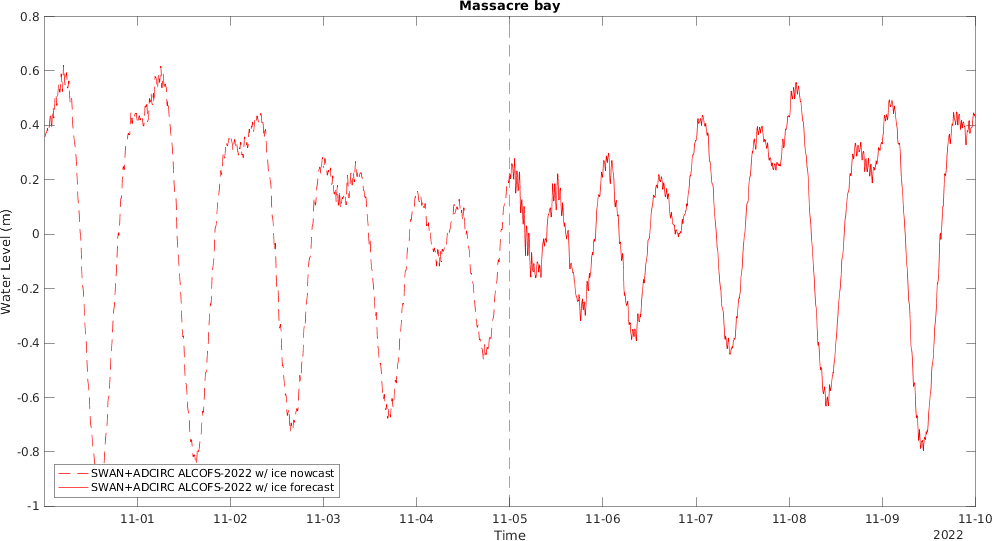 Massacre bay
0.8
0.6
0.4
0.2
0
-0.2
-0.4
-0.6
-0.8
-1
Water Level (m)
SWAN+ADCIRC ALCOFS-2022 w/ ice nowcast
SWAN+ADCIRC ALCOFS-2022 w/ ice forecast
11-01 11-02 11-03 11-04 11-05 11-06 11-07 11-08 11-09 11-10
Time
2022